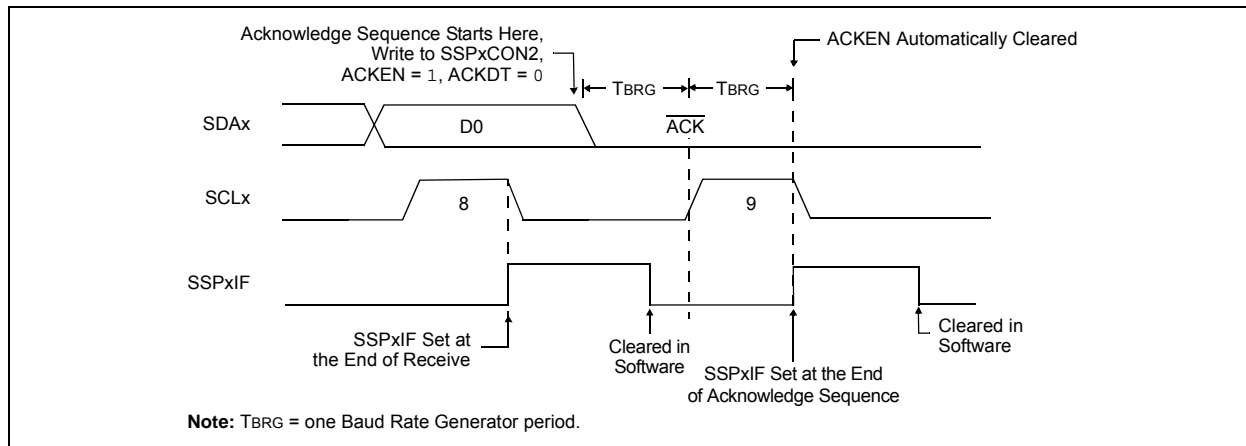 Acknowledge Sequence Starts Here,
Write to SSPxCON2,
ACKEN = 1, ACKDT = 0
ACKEN Automatically Cleared
TBRG
TBRG
SDAx
D0
ACK
SCLx
8
9
SSPxIF
SSPxIF Set at
the End of Receive
Cleared in
Software
SSPxIF Set at the End
of Acknowledge Sequence
Cleared in
Software
Note: TBRG = one Baud Rate Generator period.